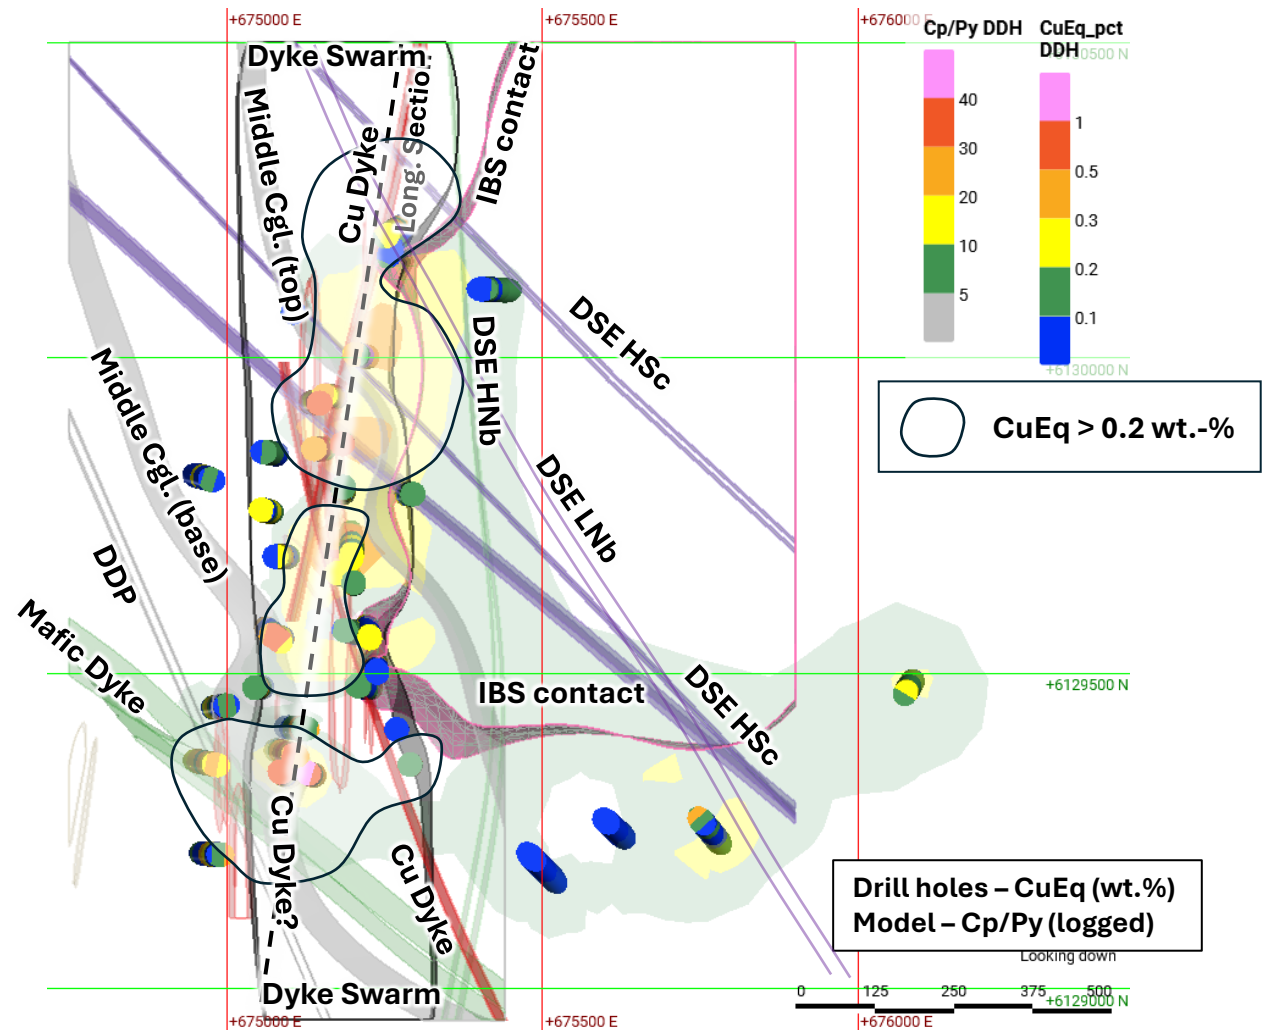 +675000 E
+675500 E
+676000 E
Cp/Py DDH
CuEq_pct
DDH
+6130500 N
40
30
20
10
5
1
0.5
0.3
0.2
0.1
Dyke Swarm
Middle Cgl. (top)
Cu Dyke
Long. Section
IBS contact
DSE HSc
DSE HNb
+6130000 N
CuEq > 0.2 wt.-%
Middle Cgl. (base)
DSE LNb
DDP
Mafic Dyke
IBS contact
DSE HSc
+6129500 N
Cu Dyke?
Cu Dyke
Drill holes – CuEq (wt.%)
Model – Cp/Py (logged)
Looking down
Dyke Swarm
0
125
250
375
500
+6129000 N
+675000 E
+675500 E
+676000 E